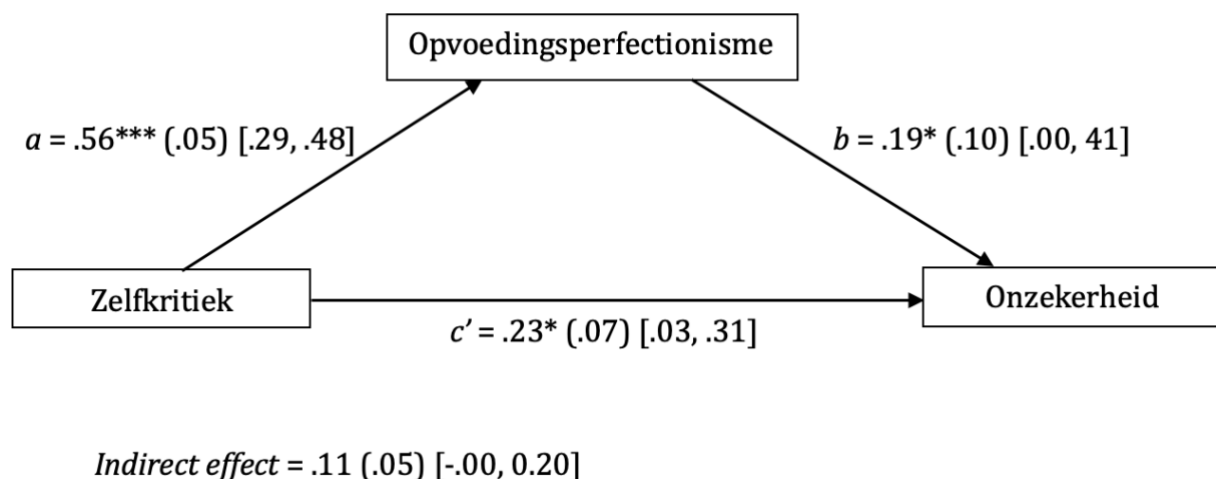 Opvoedingsperfectionisme
a = .56*** (.05) [.29, .48]
b = .19* (.10) [.00, 41]
Zelfkritiek
Onzekerheid
c’ = .23* (.07) [.03, .31]
Indirect effect = .11 (.05) [-.00, 0.20]